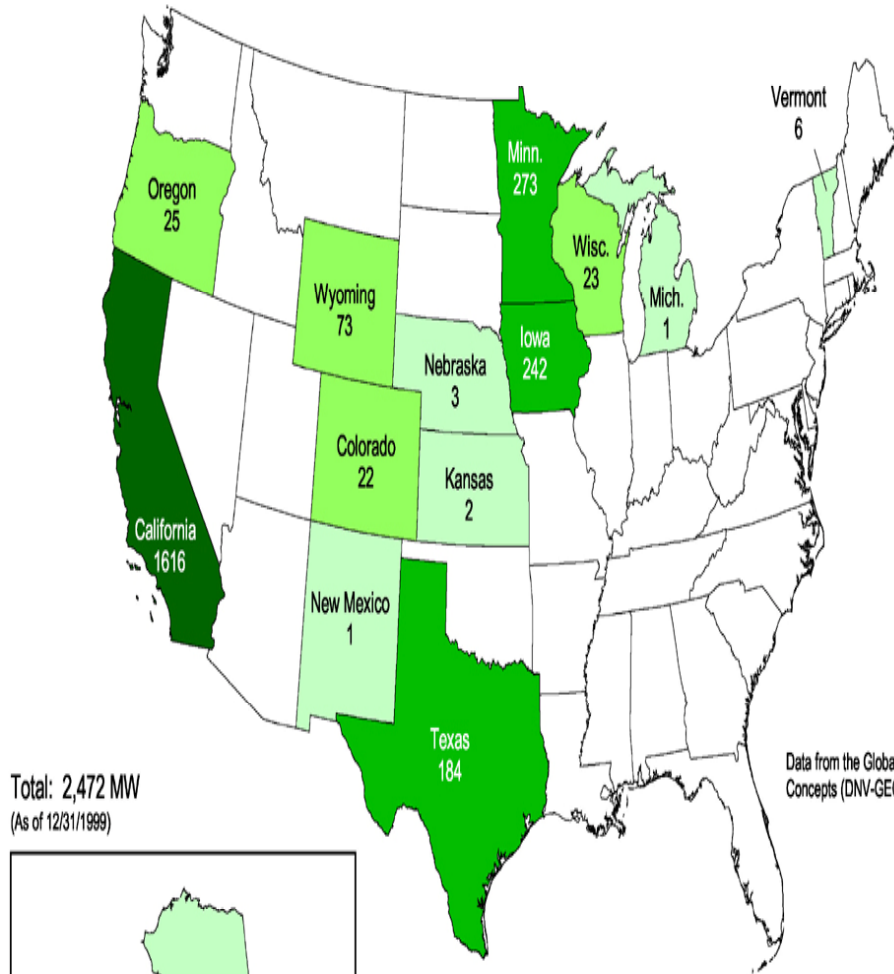 Vermont
6
Minn.
273
Oregon
25
Wisc.
23
Wyoming
73
Mich.
1
Iowa
242
Nebraska
3
Colorado
22
Kansas
2
California
1616
New Mexico
1
Texas
184
Data from the Global
Concepts (DNV-GE
Total: 2,472 MW
(As of 12/31/1999)